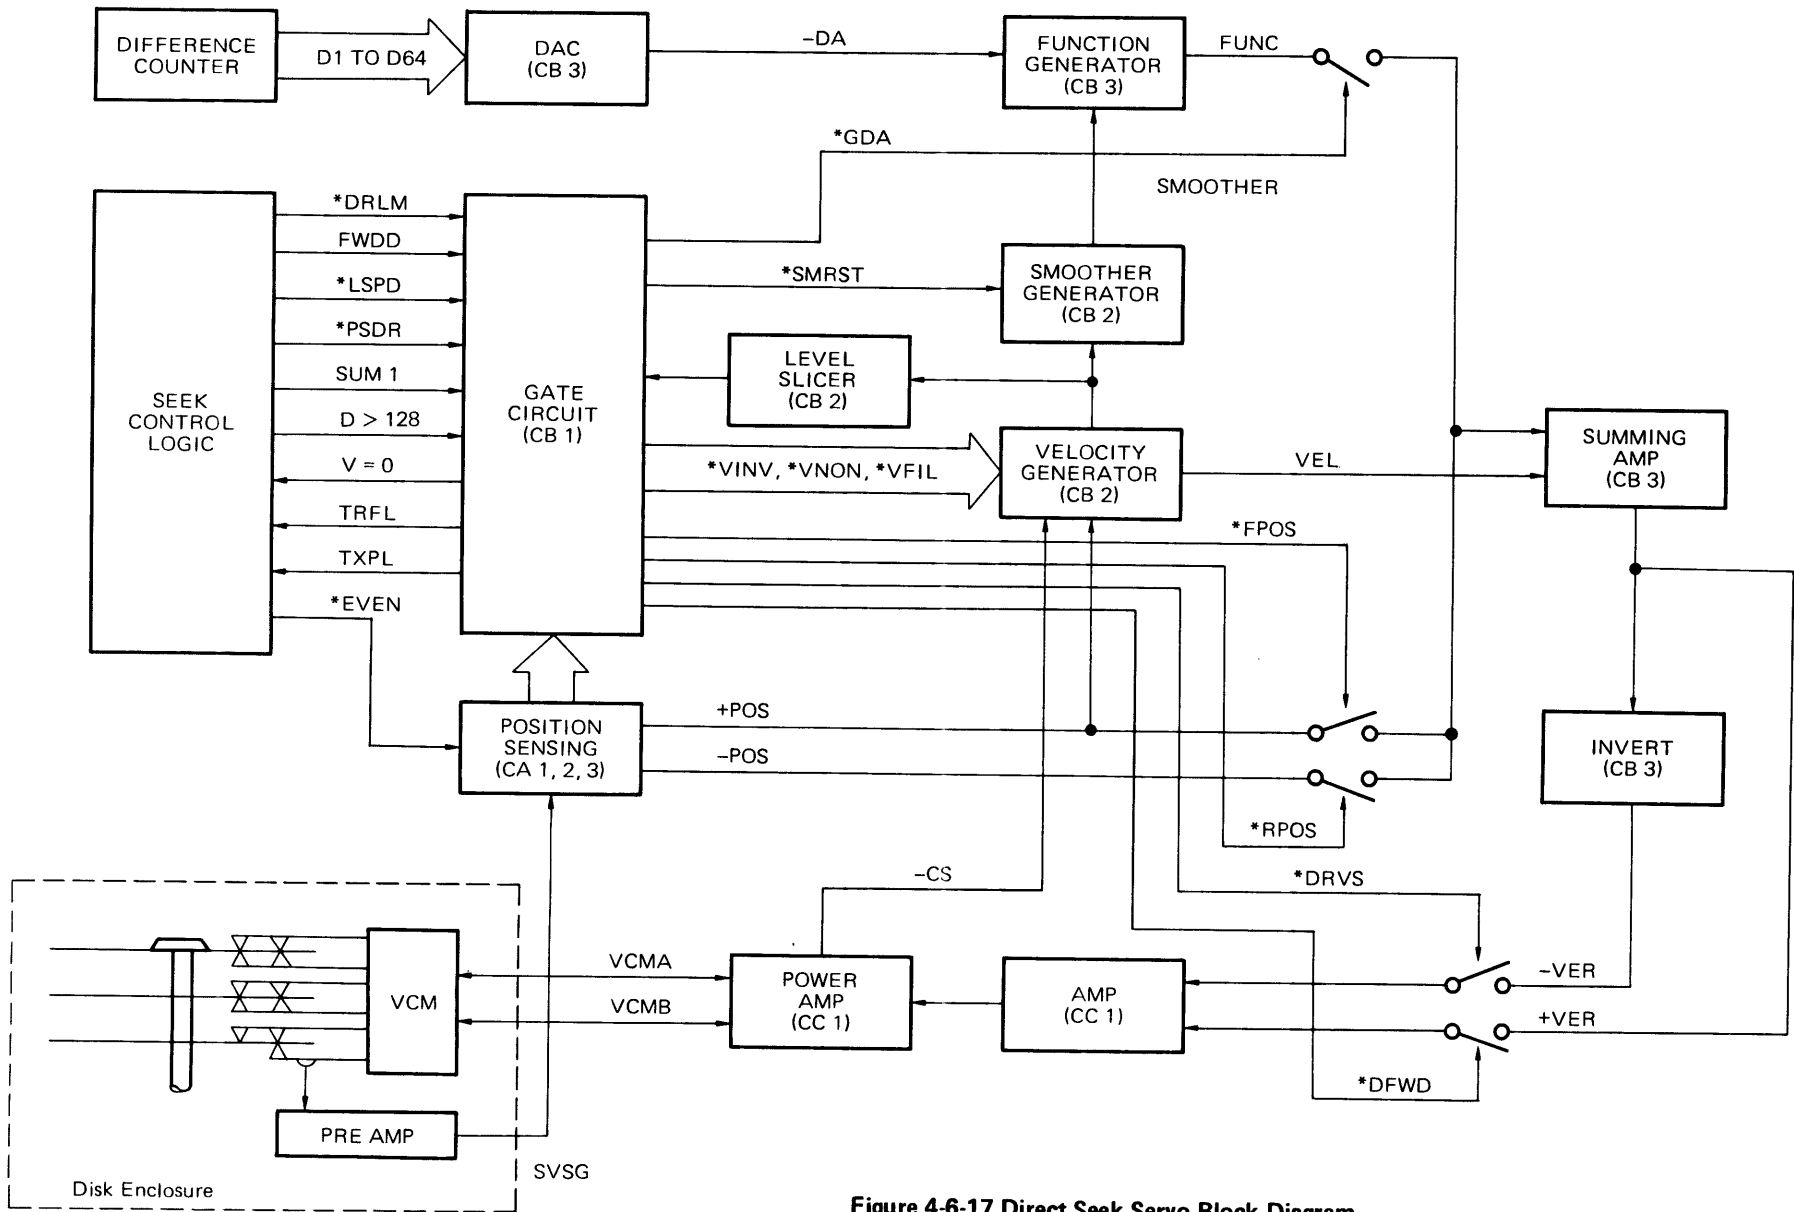 DIFFERENCE
COUNTER
D1 TO D64
DAC
(CB 3)
–DA
FUNCTION
GENERATOR
(CB 3)
FUNC
*GDA
SMOOTHER
SEEK
CONTROL
LOGIC
*DRLM
FWDD
*LSPD
*PSDR
SUM 1
D > 128
V = 0
TRFL
TXPL
*EVEN
GATE
CIRCUIT
(CB 1)
*SMRST
SMOOTHER
GENERATOR
(CB 2)
LEVEL
SLICER
(CB 2)
*VINV, *VNON, *VFIL
VELOCITY
GENERATOR
(CB 2)
VEL
SUMMING
AMP
(CB 3)
*FPOS
POSITION
SENSING
(CA 1, 2, 3)
+POS
–POS
*RPOS
INVERT
(CB 3)
–CS
*DRVS
VCM
VCMA
VCMB
POWER
AMP
(CC 1)
AMP
(CC 1)
–VER
+VER
*DFWD
PRE AMP
SVSG
Disk Enclosure
Figure 4-6-17 Direct Seek Servo Block Diagram